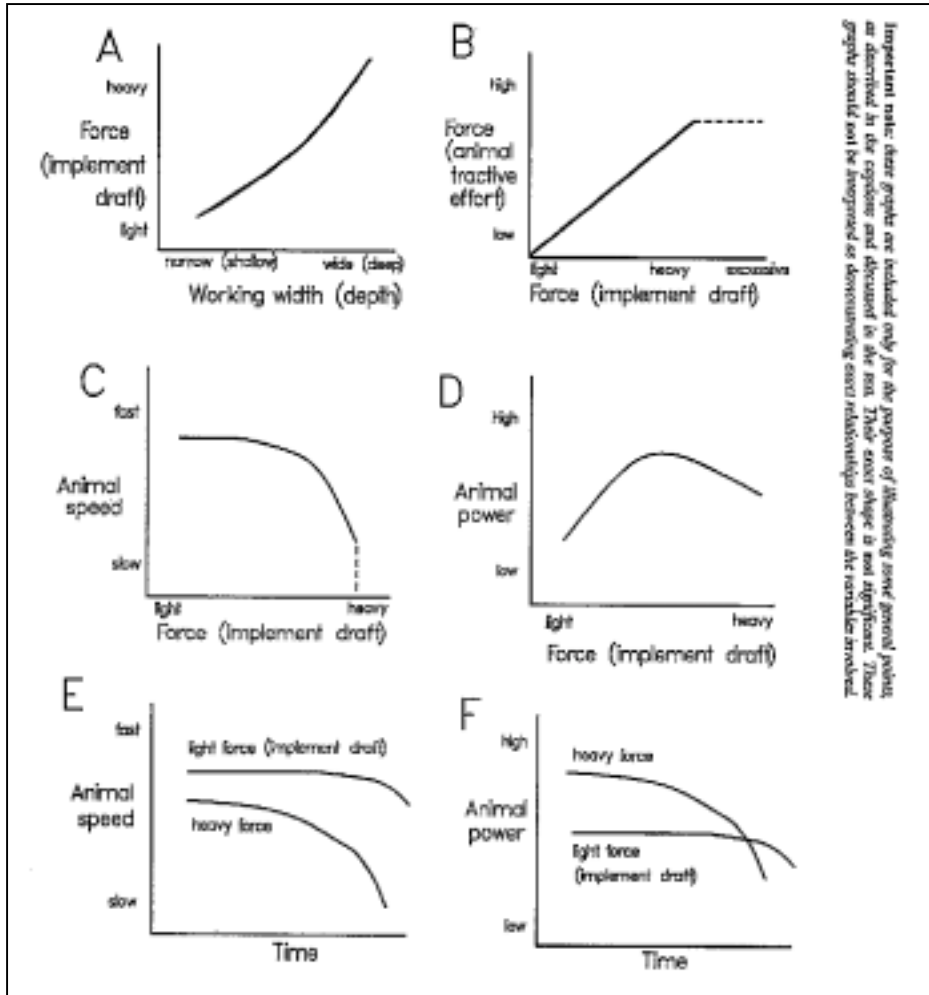 A
heavy
Force
(implement
draft)
light
narrow (shallow)
wide (deep)
Working width (depth)
B
high
Force
(animal
tractive
effort)
low
light
heavy
excessive
Force (implement draft)
C
fast
Animal
speed
slow
light
heavy
Force (Implement draft)
D
high
Animal
power
low
light
heavy
Force (implement draft)
E
fast
light force (implement draft)
Animal
speed
heavy force
slow
Time
F
high
heavy force
Animal
power
light force
(implement draft)
low
Time
Important note: these graphs are included only for the purpose of illustrating some general points,
as described in the captions and discussed in the text. Their exact shape is not significant. These
graphs should not be interpreted as demonstrating exact relationships between the variables involved.